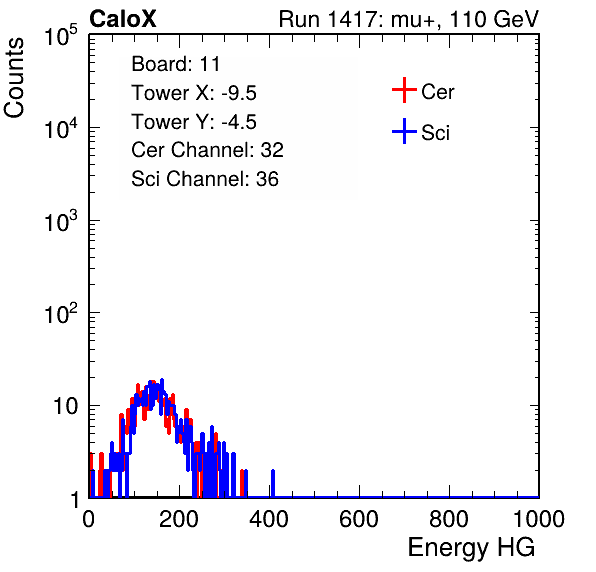 CaloX Run 1417: mu+, 110 GeV
Board: 11
Tower X: -9.5
Tower Y: -4.5
Cer Channel: 32
Sci Channel: 36
Cer
Sci
Counts
10^5
10^4
10^3
10^2
10
1
0 200 400 600 800 1000
Energy HG